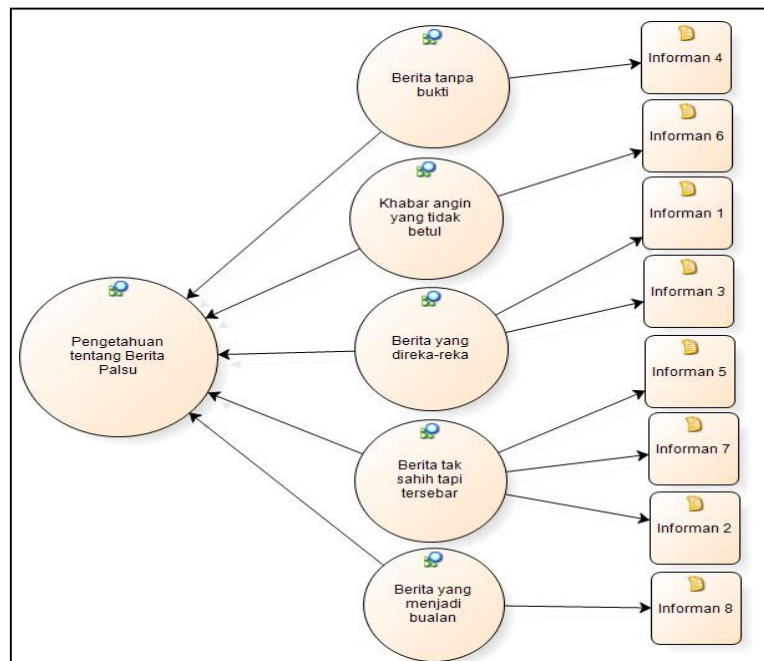 Pengetahuan
tentang Berita
Palsu
Berita tanpa
bukti
Khabar angin
yang tidak
betul
Berita yang
direka-reka
Berita tak
sahih tapi
tersebar
Berita yang
menjadi
bualan
Informan 4
Informan 6
Informan 1
Informan 3
Informan 5
Informan 7
Informan 2
Informan 8